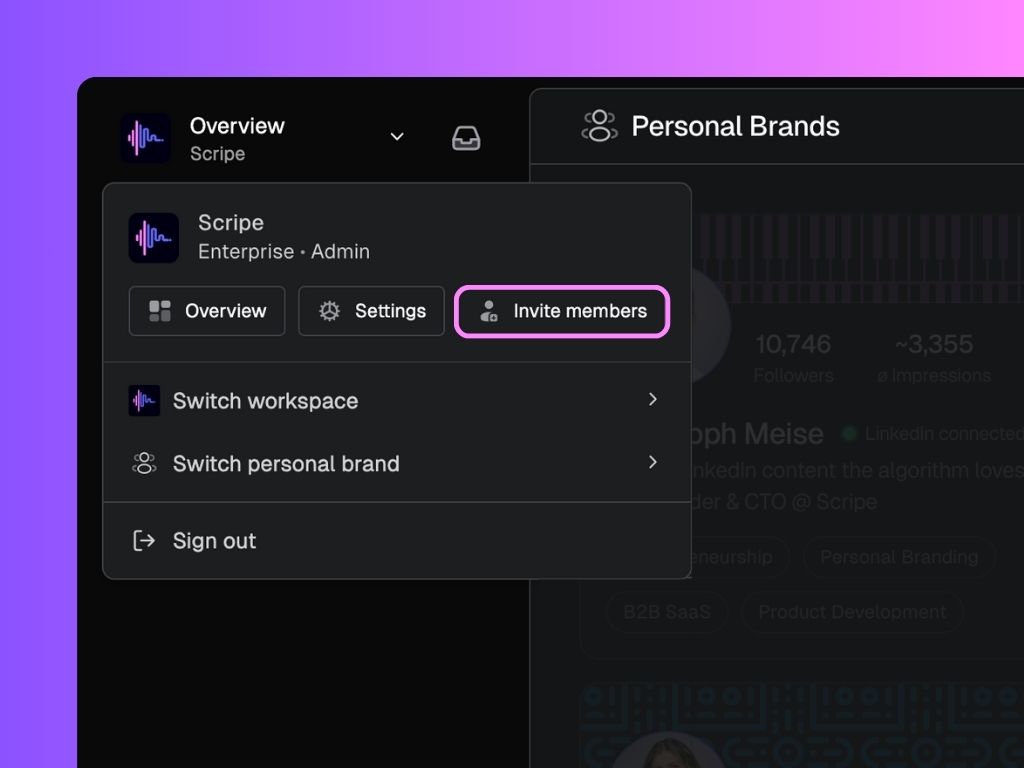 Overview
Scripe
Personal Brands
Scripe
Enterprise • Admin
Overview
Settings
Invite members
Switch workspace
Switch personal brand
Sign out
10,746
~3,355
Followers
ø Impressions
oph Meise
LinkedIn connected
nkedIn content the algorithm loves
der & CTO @ Scripe
eneurship
Personal Branding
B2B SaaS
Product Development